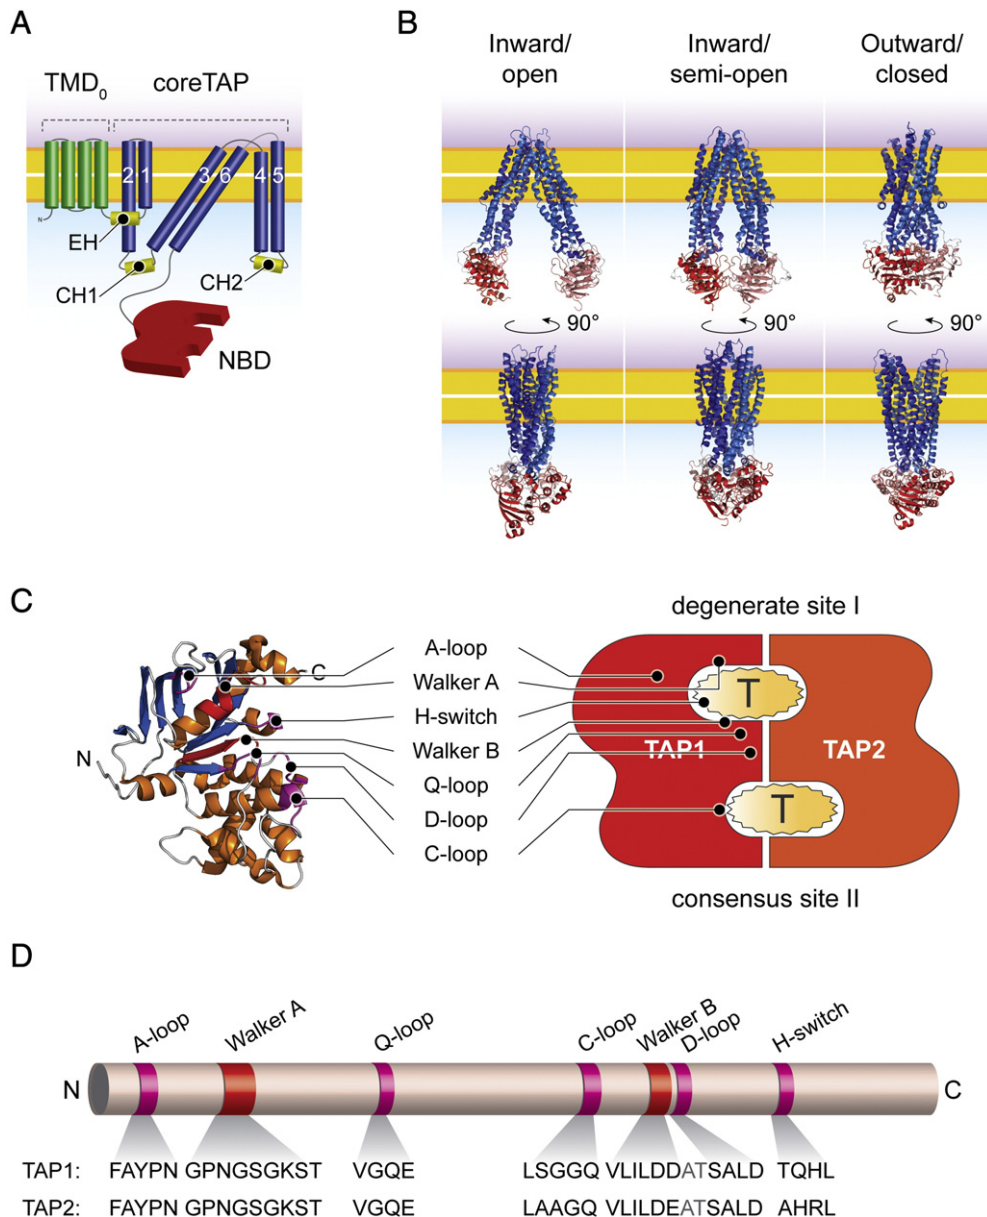 A
TMD0 coreTAP
2 1 3 6 4 5
N
EH
CH1
CH2
NBD
B
Inward/
open
Inward/
semi-open
Outward/
closed
90°
90°
90°
C
degenerate site I
C
N
A-loop
Walker A
H-switch
Walker B
Q-loop
D-loop
C-loop
T
TAP1
TAP2
T
consensus site II
D
A-loop
Walker A
Q-loop
C-loop
Walker B
D-loop
H-switch
N
C
TAP1: FAYPN GPNGSGKST VGQE LSGGQ VLILDDATSALD TQHL
TAP2: FAYPN GPNGSGKST VGQE LAAGQ VLILDEATSALD AHRL